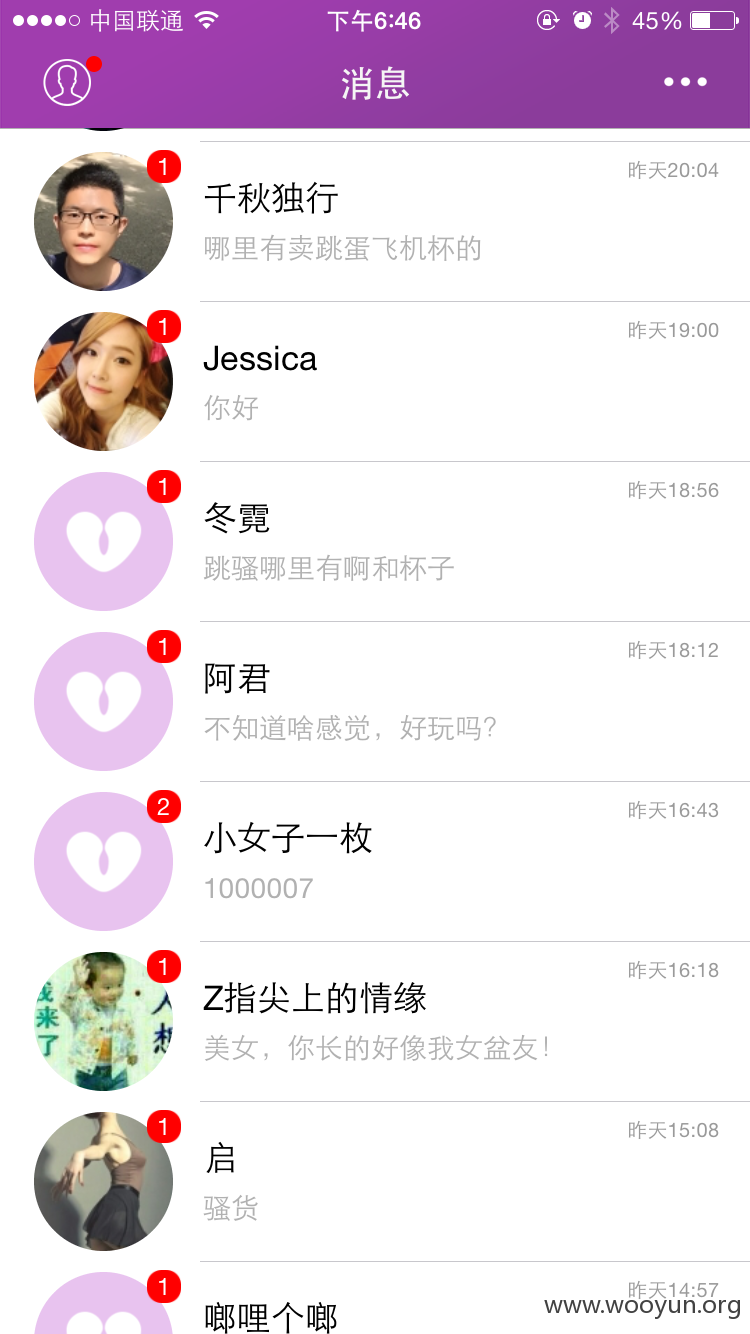 中国联通 下午6:46 45%
消息
1 昨天20:04
千秋独行
哪里有卖跳蛋飞机杯的
1 昨天19:00
Jessica
你好
1 昨天18:56
冬霓
跳骚哪里有啊和杯子
1 昨天18:12
阿君
不知道啥感觉，好玩吗？
2 昨天16:43
小女子一枚
1000007
1 昨天16:18
Z指尖上的情缘
美女，你长的好像我女盆友！
我来了
人想
1 昨天15:08
启
骚货
1 昨天14:57
啷哩个啷
www.wooyun.org